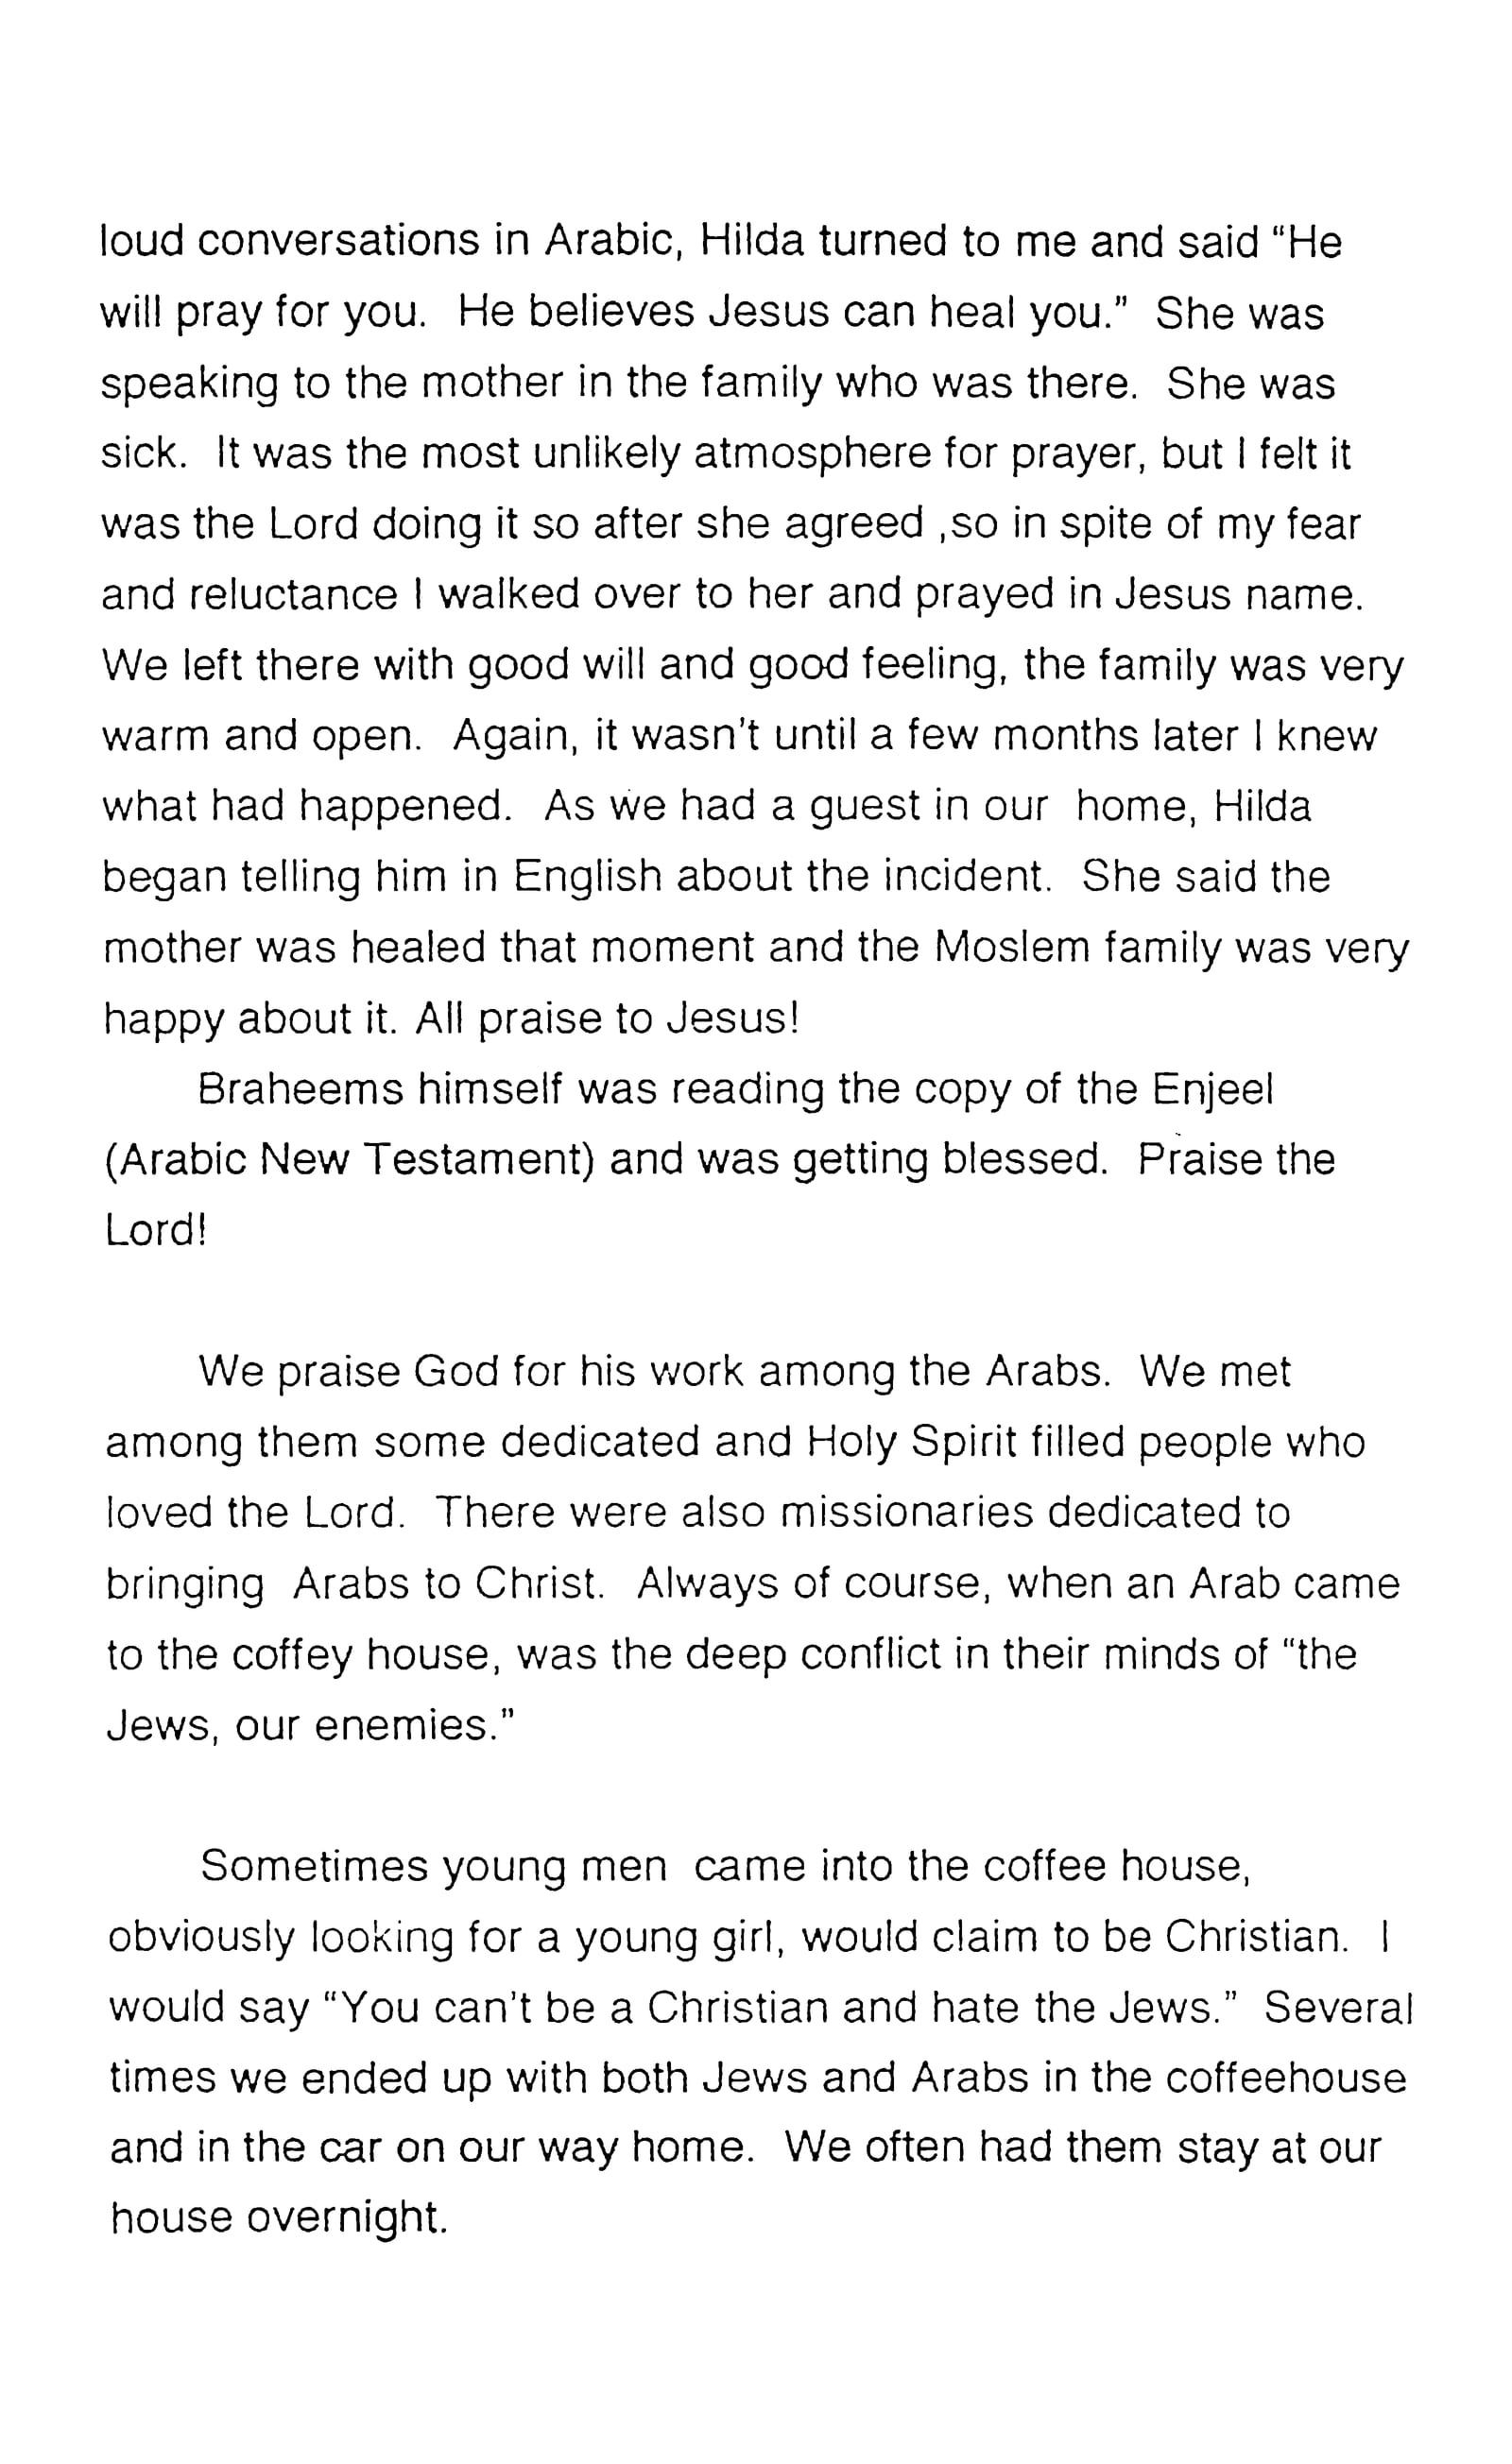 loud conversations in Arabic, Hilda turned to me and said “He
will pray for you.  He believes Jesus can heal you.”  She was
speaking to the mother in the family who was there.  She was
sick.  It was the most unlikely atmosphere for prayer, but I felt it
was the Lord doing it so after she agreed ,so in spite of my fear
and reluctance I walked over to her and prayed in Jesus name.
We left there with good will and good feeling, the family was very
warm and open.  Again, it wasn’t until a few months later I knew
what had happened.  As we had a guest in our  home, Hilda
began telling him in English about the incident.  She said the
mother was healed that moment and the Moslem family was very
happy about it. All praise to Jesus!
Braheems himself was reading the copy of the Enjeel
(Arabic New Testament) and was getting blessed.  Praise the
Lord!
We praise God for his work among the Arabs.  We met
among them some dedicated and Holy Spirit filled people who
loved the Lord.  There were also missionaries dedicated to
bringing  Arabs to Christ.  Always of course, when an Arab came
to the coffey house, was the deep conflict in their minds of “the
Jews, our enemies.”
Sometimes young men  came into the coffee house,
obviously looking for a young girl, would claim to be Christian.  I
would say “You can’t be a Christian and hate the Jews.”  Several
times we ended up with both Jews and Arabs in the coffeehouse
and in the car on our way home.  We often had them stay at our
house overnight.